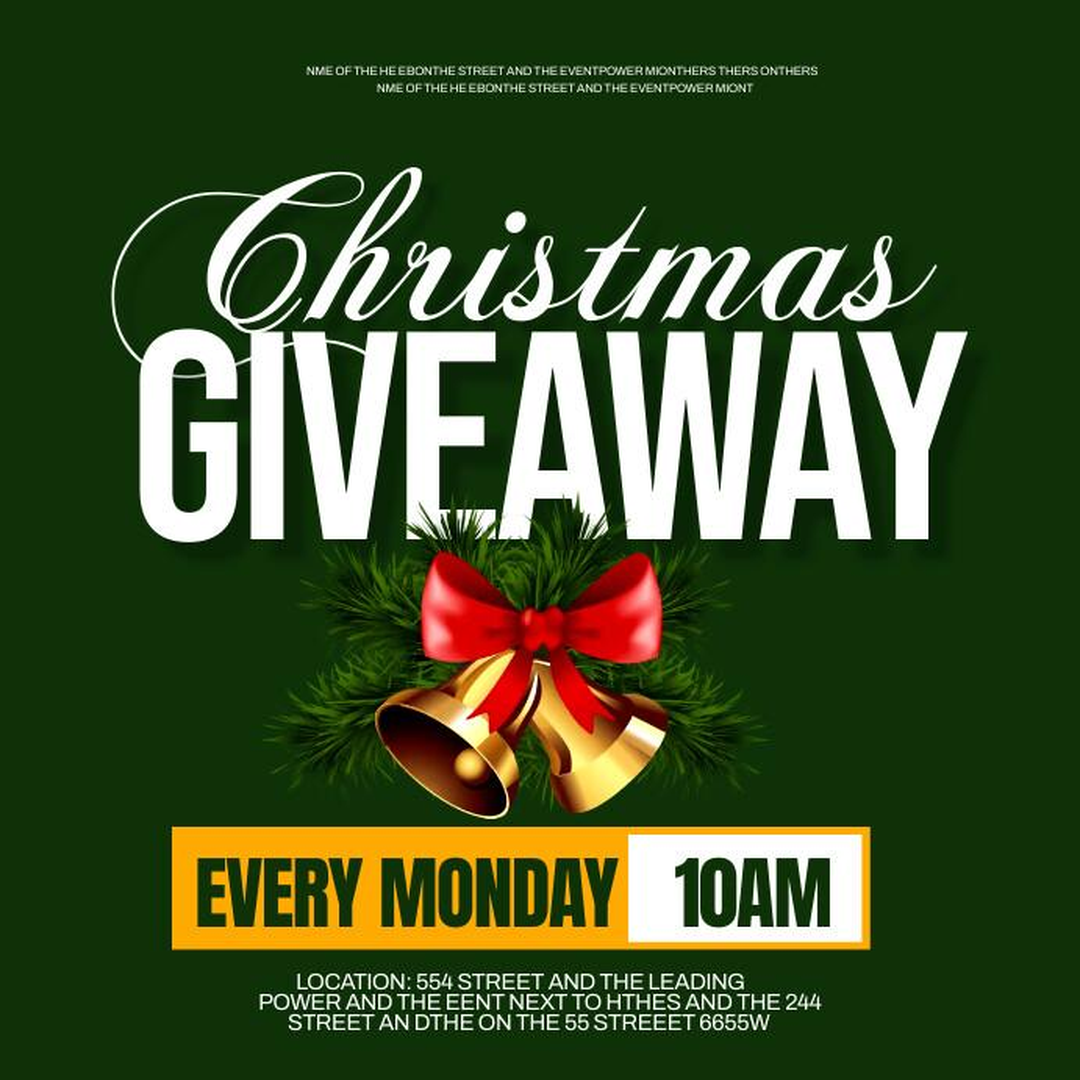 NME OF THE HE EBONTHE STREET AND THE EVENTPOWER MIONTHERS THERS ONTHERS
NME OF THE HE EBONTHE STREET AND THE EVENTPOWER MIONT
Christmas
GIVEAWAY
EVERY MONDAY 10AM
LOCATION: 554 STREET AND THE LEADING
POWER AND THE EENT NEXT TO HTHES AND THE 244
STREET AN DTHE ON THE 55 STREEET 6655W